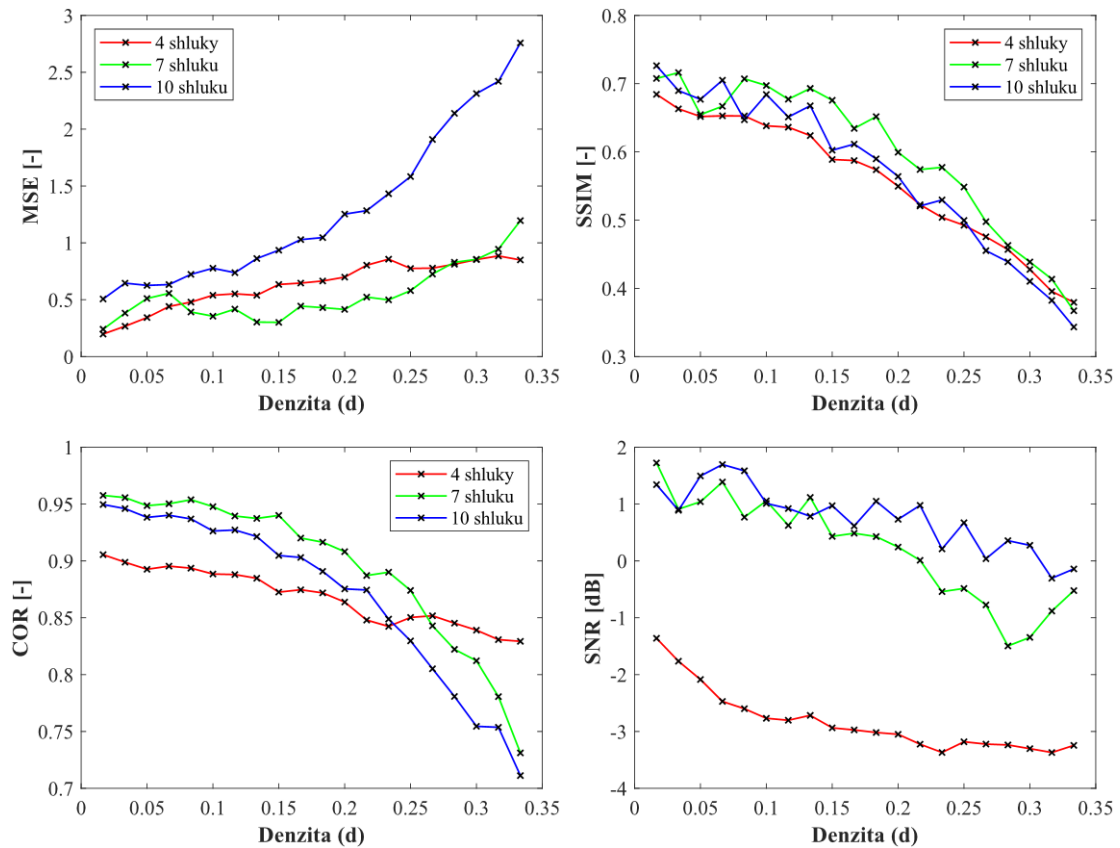 MSE [-]
3
2.5
2
1.5
1
0.5
0
4 shluky
7 shluku
10 shluku
0 0.05 0.1 0.15 0.2 0.25 0.3 0.35
Denzita (d)
SSIM [-]
0.8
0.7
0.6
0.5
0.4
0.3
4 shluky
7 shluku
10 shluku
0 0.05 0.1 0.15 0.2 0.25 0.3 0.35
Denzita (d)
COR [-]
1
0.95
0.9
0.85
0.8
0.75
0.7
4 shluky
7 shluku
10 shluku
0 0.05 0.1 0.15 0.2 0.25 0.3 0.35
Denzita (d)
SNR [dB]
2
1
0
-1
-2
-3
-4
0 0.05 0.1 0.15 0.2 0.25 0.3 0.35
Denzita (d)